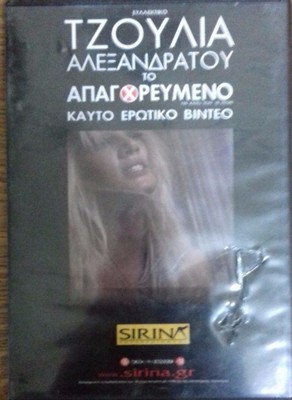 ΣΥΛΛΕΚΤΙΚΟ
ΤΖΟΥΛΙΑ
ΑΛΕΞΑΝΔΡΑΤΟΥ
ΤΟ
ΑΠΑΓΟΡΕΥΜΕΝΟ
ΚΑΥΤΟ ΕΡΩΤΙΚΟ ΒΙΝΤΕΟ
SIRINA
www.sirina.gr